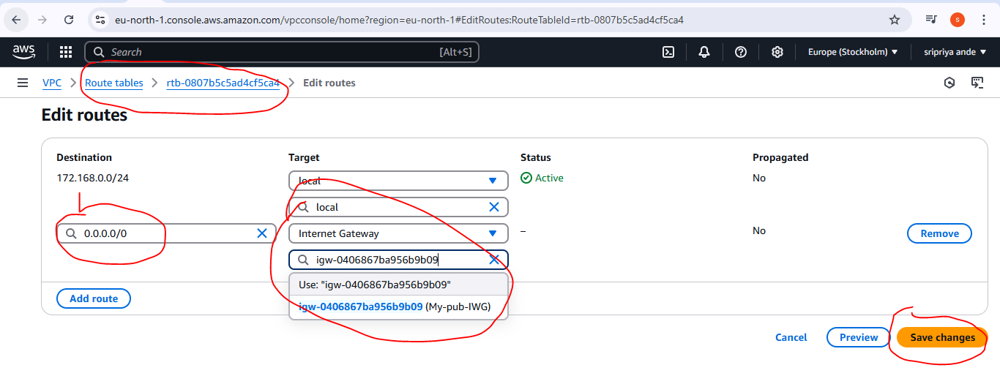 eu-north-1.console.aws.amazon.com/vpcconsole/home?region=eu-north-1#EditRoutes:RouteTableId=rtb-0807b5c5ad4cf5ca4
S
aws
Search [Alt+S]
Europe (Stockholm)
sripriya ande
VPC > Route tables > rtb-0807b5c5ad4cf5ca4 > Edit routes
Edit routes
Destination Target Status Propagated
172.168.0.0/24 local Active No
local
0.0.0.0/0 Internet Gateway – No Remove
igw-0406867ba956b9b09
Use: "igw-0406867ba956b9b09"
Add route
igw-0406867ba956b9b09 (My-pub-IWG)
Cancel Preview Save changes